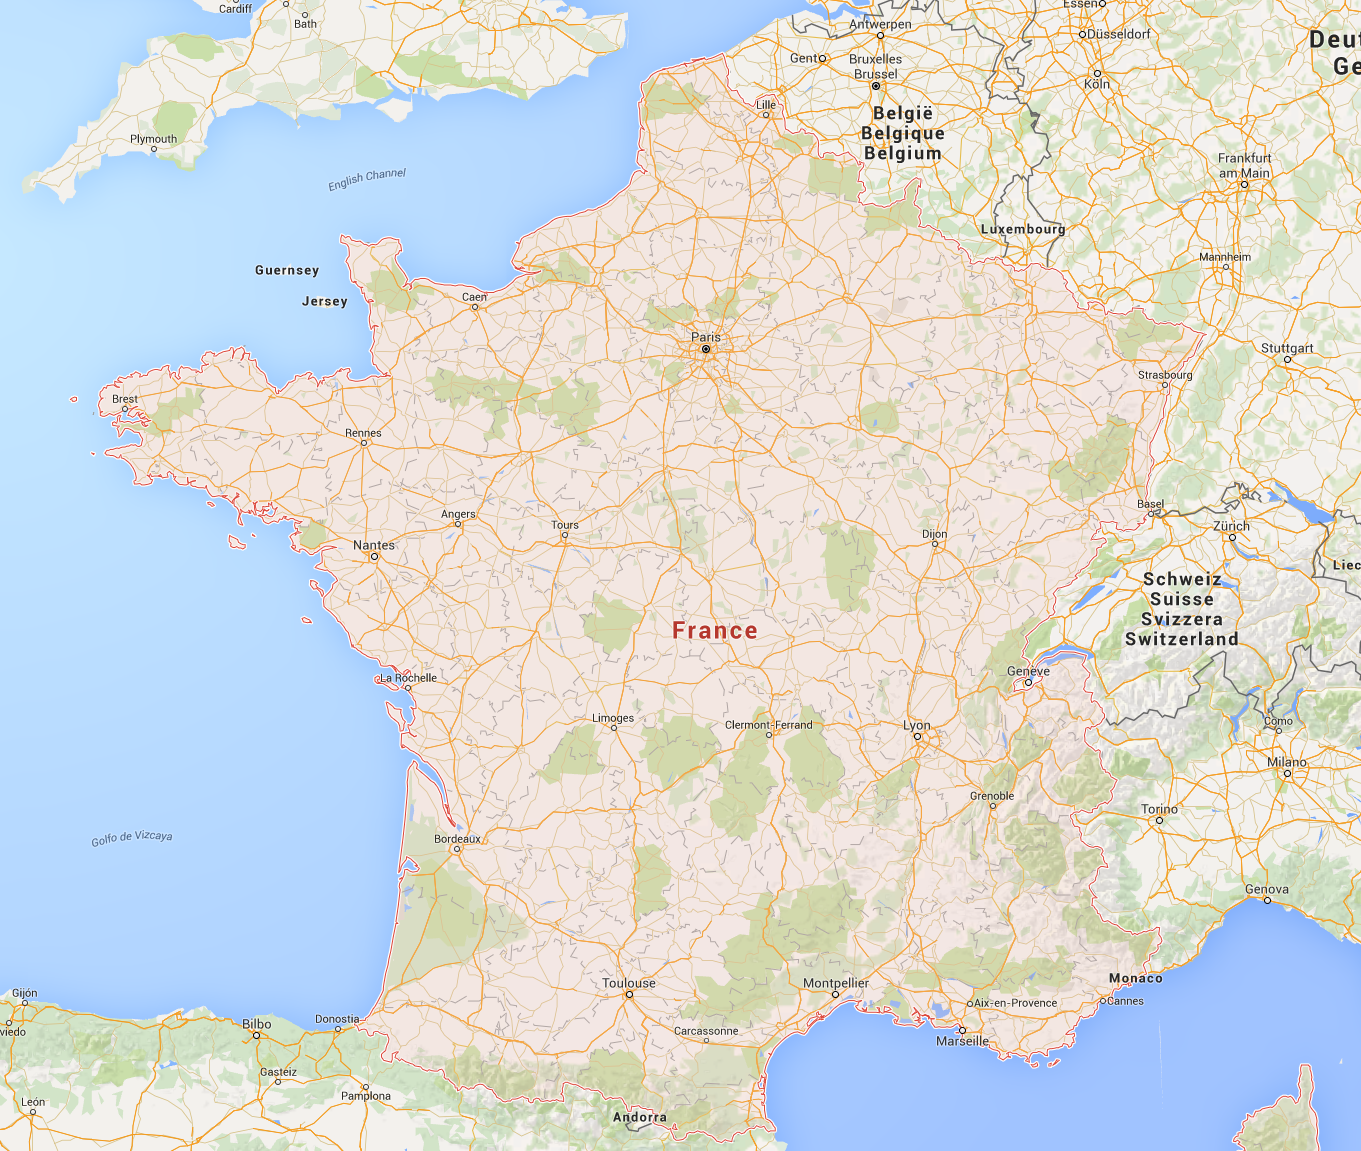 Cardiff
Bath
Plymouth
English Channel
Guernsey
Jersey
Antwerpen
Gent
Bruxelles
Brussel
België
Belgique
Belgium
Lille
Essen
Düsseldorf
Köln
Deut
Ge
Frankfurt
am Main
Luxembourg
Mannheim
Stuttgart
Caen
Paris
Strasbourg
Brest
Rennes
Angers
Tours
Nantes
Dijon
Basel
Zürich
Liec
Schweiz
Suisse
Svizzera
Switzerland
France
Genève
La Rochelle
Limoges
Clermont-Ferrand
Lyon
Como
Milano
Grenoble
Torino
Golfo de Vizcaya
Bordeaux
Genova
Monaco
Toulouse
Montpellier
Aix-en-Provence
Cannes
Carcassonne
Marseille
Gijón
viedo
Bilbo
Donostia
Gasteiz
Pamplona
León
Andorra